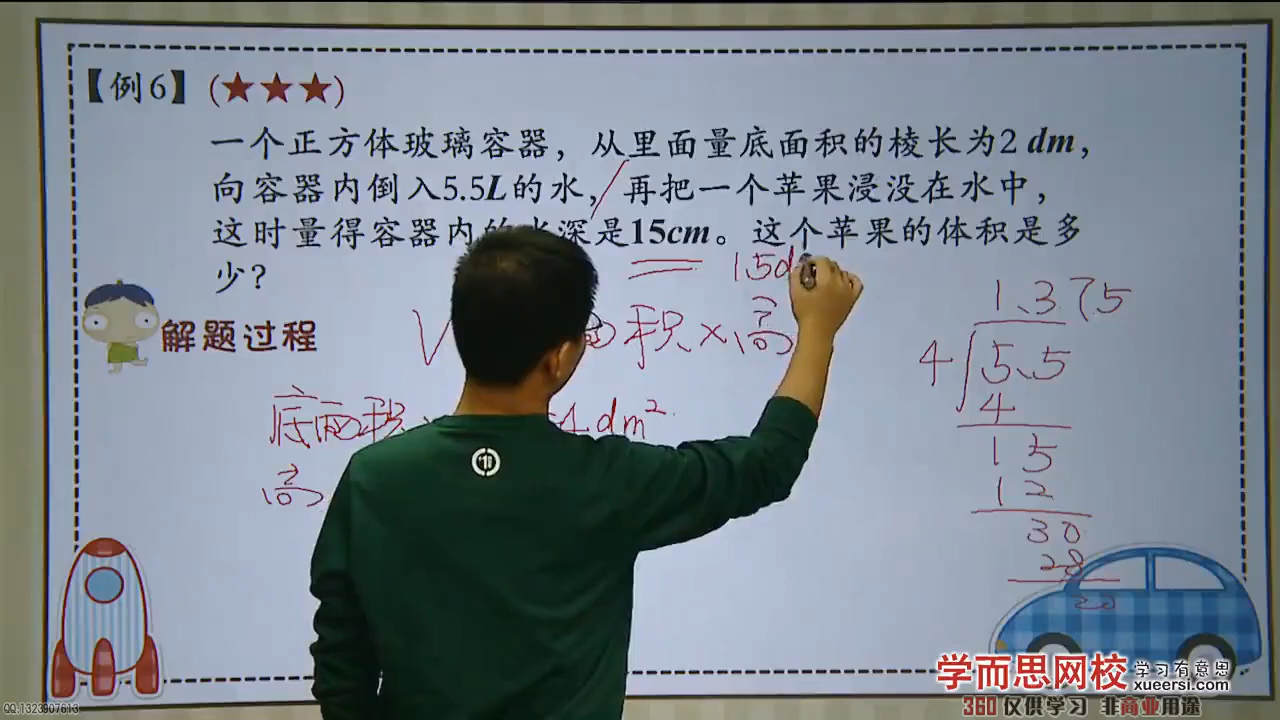 【例6】(★★★)
一个正方体玻璃容器，从里面量底面积的棱长为2 dm，
向容器内倒入5.5L的水，再把一个苹果浸没在水中，
这时量得容器内的水深是15cm。这个苹果的体积是多
少？
1.5d
解题过程
V 面积×高
底面积 4 dm²
高
1.375
4 5.5
4
15
12
30
28
20
学而思网校 学习有意思
xueersi.com
QQ:1323907613
360 仅供学习 非商业用途